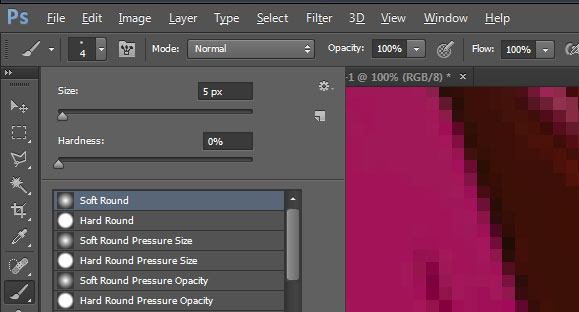 Ps File Edit Image Layer Type Select Filter 3D View Window Help
4 Mode: Normal Opacity: 100% Flow: 100%
-1 @ 100% (RGB/8) * ×
Size: 5 px
Hardness: 0%
Soft Round
Hard Round
Soft Round Pressure Size
Hard Round Pressure Size
Soft Round Pressure Opacity
Hard Round Pressure Opacity